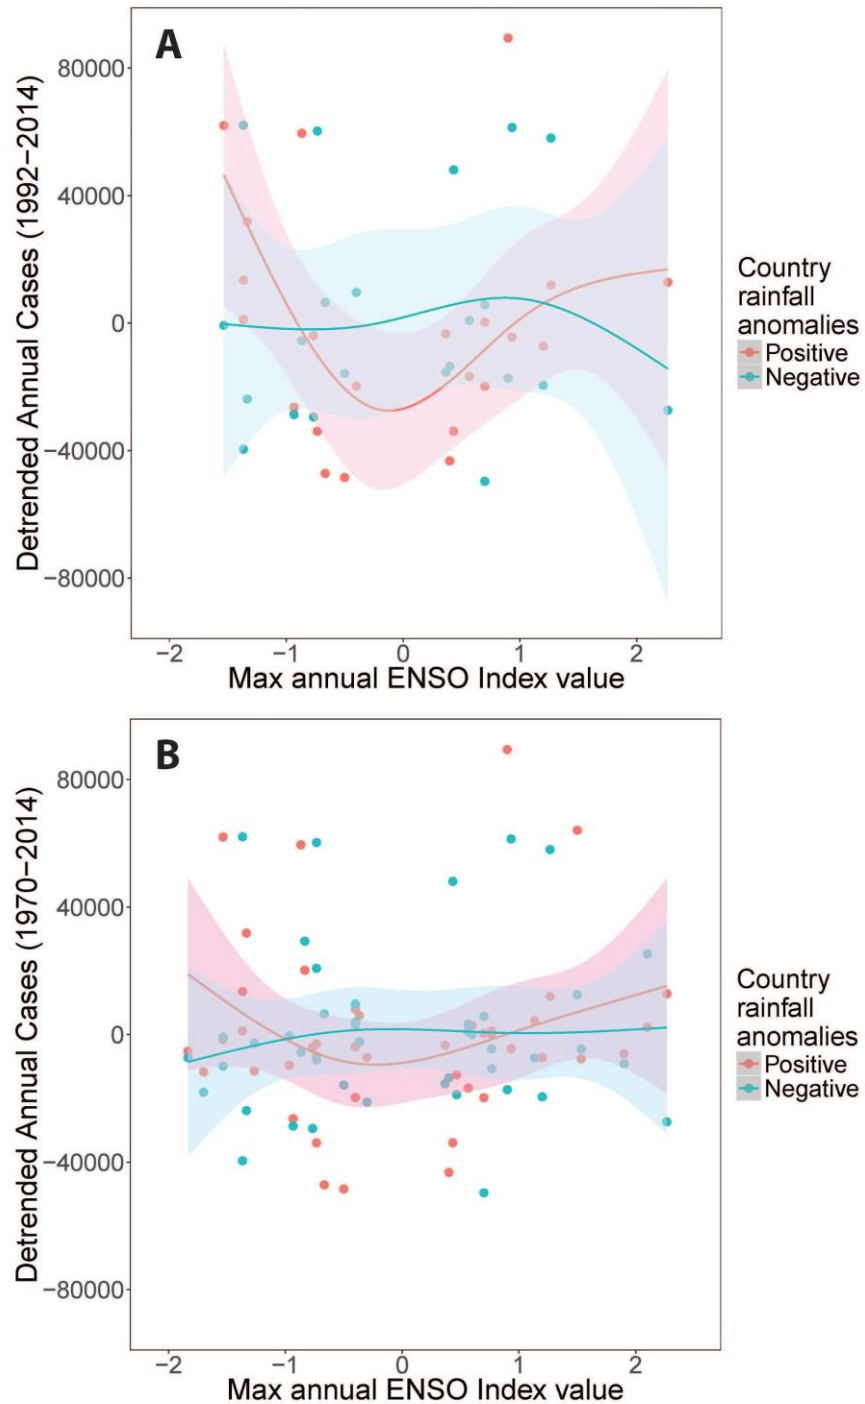 A
Detrended Annual Cases (1992−2014)
80000
40000
0
−40000
−80000
−2
−1
0
1
2
Max annual ENSO Index value
Country
rainfall
anomalies
Positive
Negative
B
Detrended Annual Cases (1970−2014)
80000
40000
0
−40000
−80000
−2
−1
0
1
2
Max annual ENSO Index value
Country
rainfall
anomalies
Positive
Negative